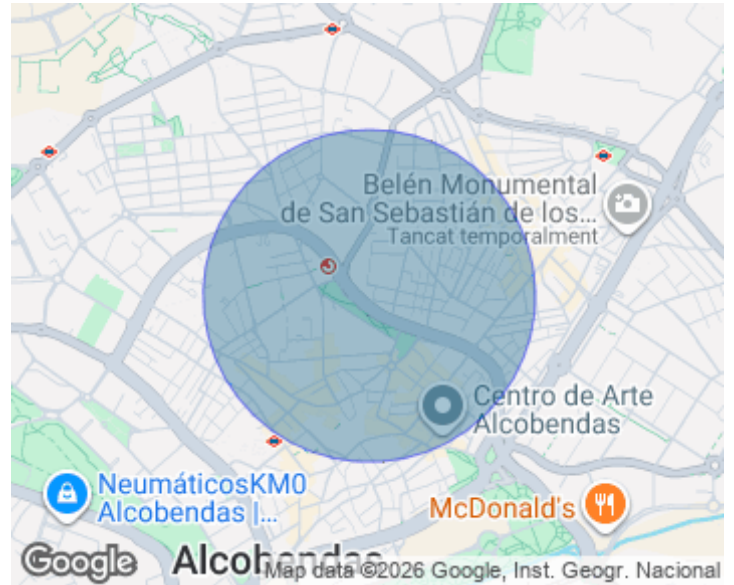 Belén Monumental
de San Sebastián de los...
Tancat temporalment
Centro de Arte
Alcobendas
NeumáticosKM0
Alcobendas |...
McDonald's
Google
Alcobendas
Map data ©2026 Google, Inst. Geogr. Nacional